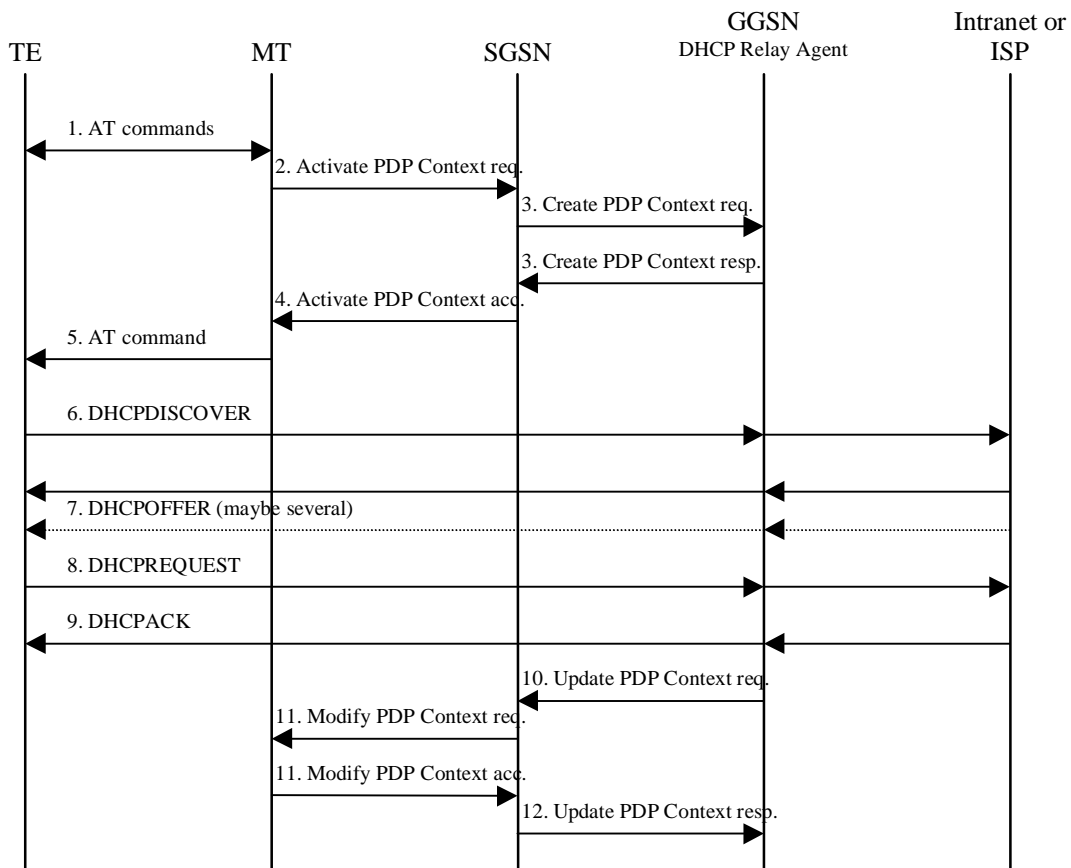 GGSN
Intranet or
TE
MT
SGSN
DHCP Relay Agent
ISP
1. AT commands
2. Activate PDP Context req.
3. Create PDP Context req.
3. Create PDP Context resp.
4. Activate PDP Context acc.
5. AT command
6. DHCPDISCOVER
7. DHCPOFFER (maybe several)
8. DHCPREQUEST
9. DHCPACK
10. Update PDP Context req.
11. Modify PDP Context req.
11. Modify PDP Context acc.
12. Update PDP Context resp.